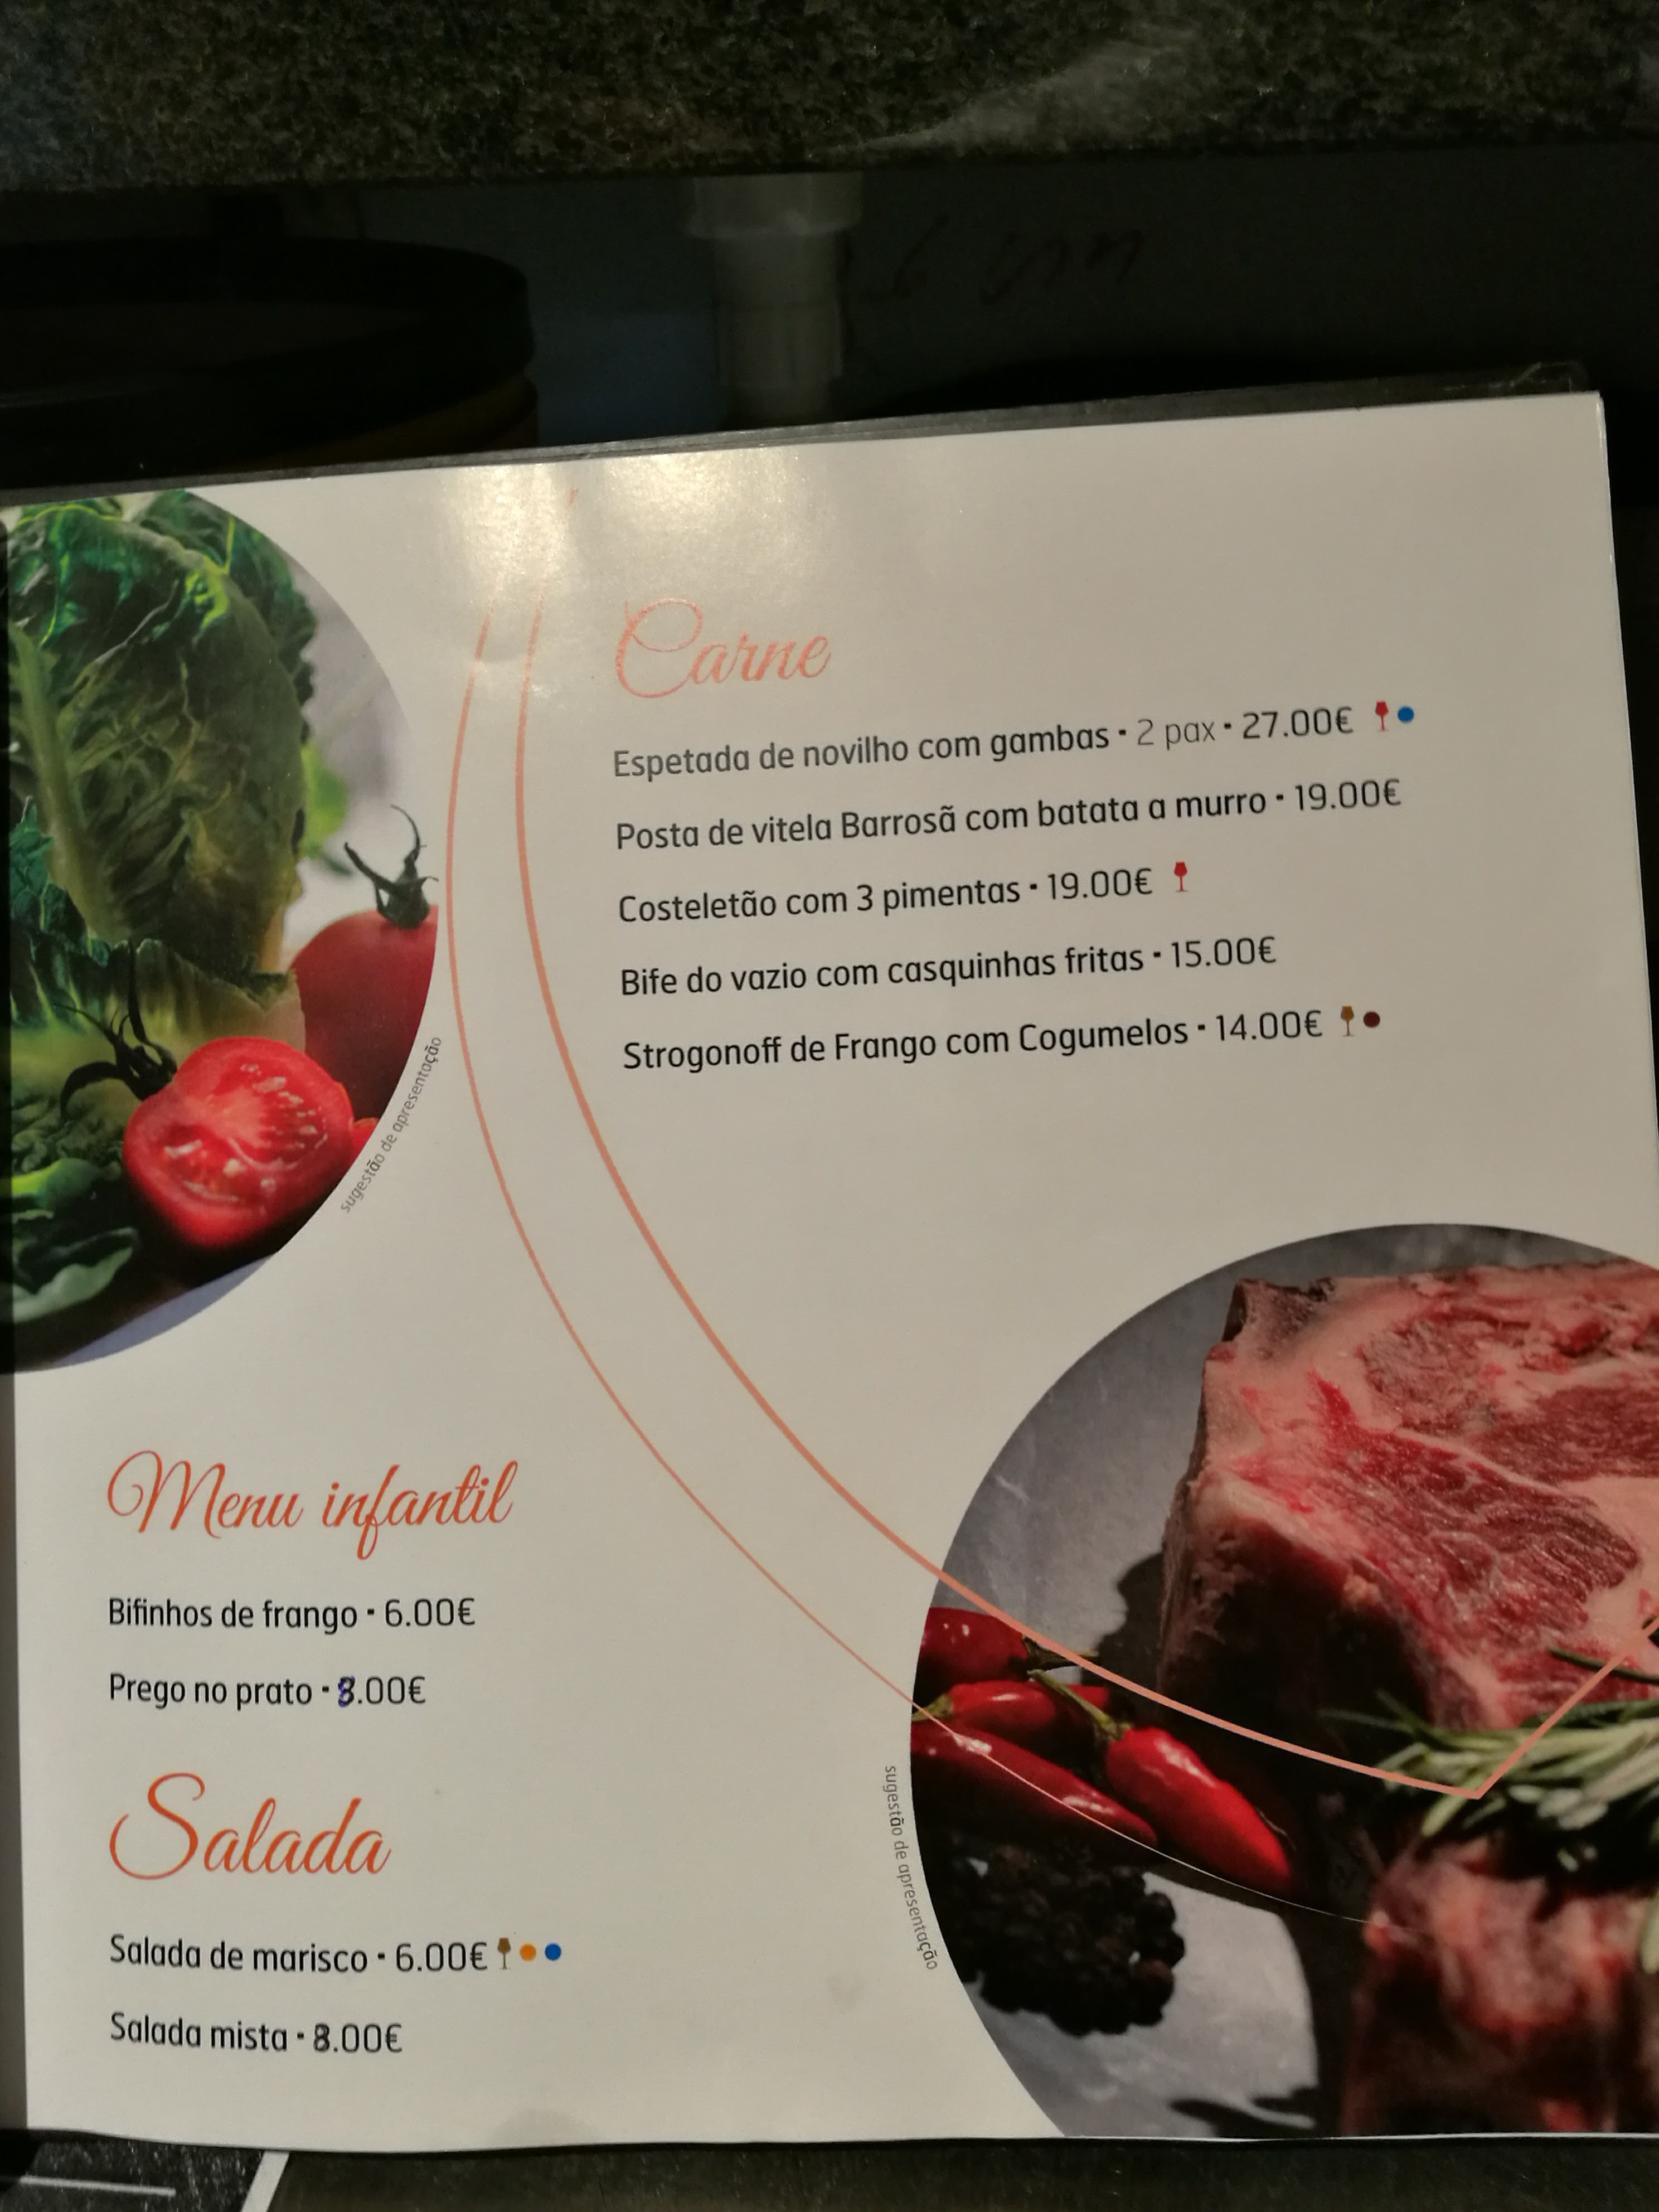 Carne
Espetada de novilho com gambas · 2 pax · 27.00€
Posta de vitela Barrosã com batata a murro · 19.00€
Costeletão com 3 pimentas · 19.00€
Bife do vazio com casquinhas fritas · 15.00€
Strogonoff de Frango com Cogumelos · 14.00€
sugestão de apresentação
Menu infantil
Bifinhos de frango · 6.00€
Prego no prato · 8.00€
Salada
Salada de marisco · 6.00€
Salada mista · 3.00€
sugestão de apresentação